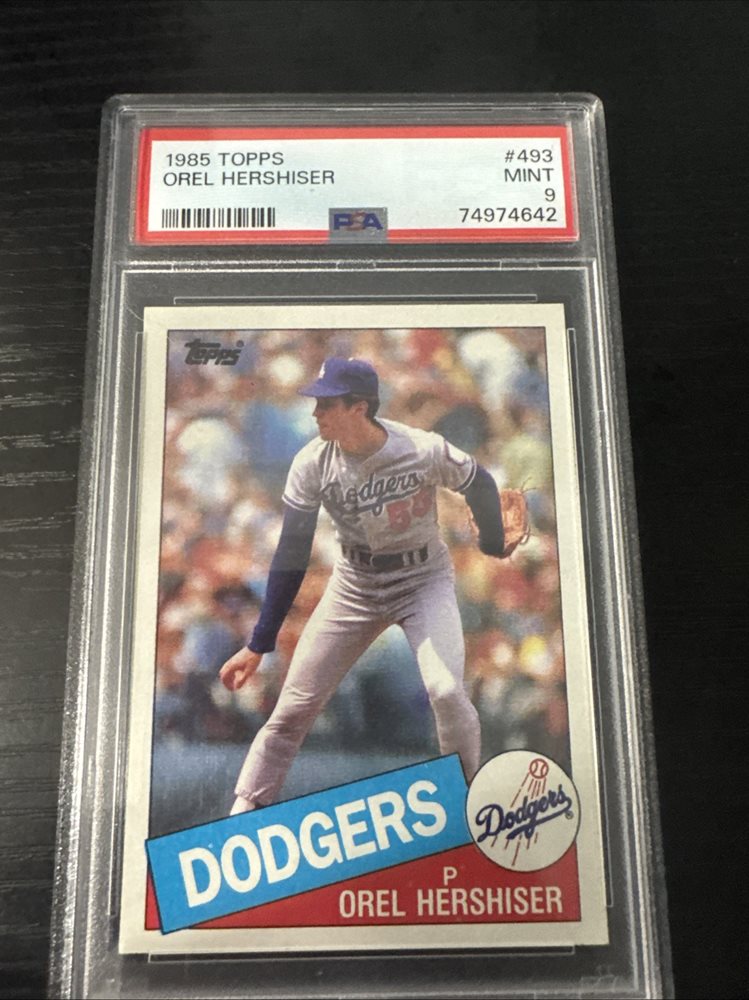 1985 TOPPS #493
OREL HERSHISER MINT
9
PSA 74974642
Topps®
Dodgers
55
DODGERS
Dodgers®
P
OREL HERSHISER